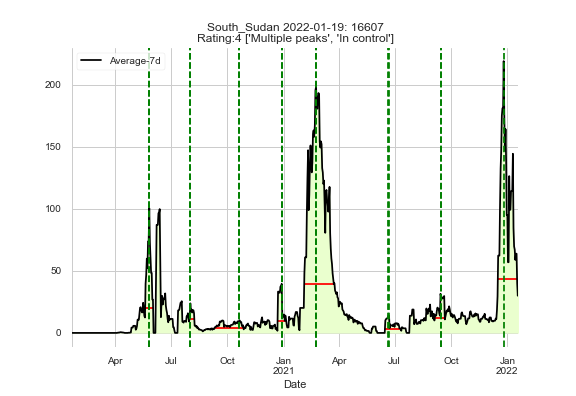 South_Sudan 2022-01-19: 16607
Rating:4 ['Multiple peaks', 'In control']
Average-7d
200
150
100
50
0
Apr Jul Oct Jan Apr Jul Oct Jan
2021 2022
Date